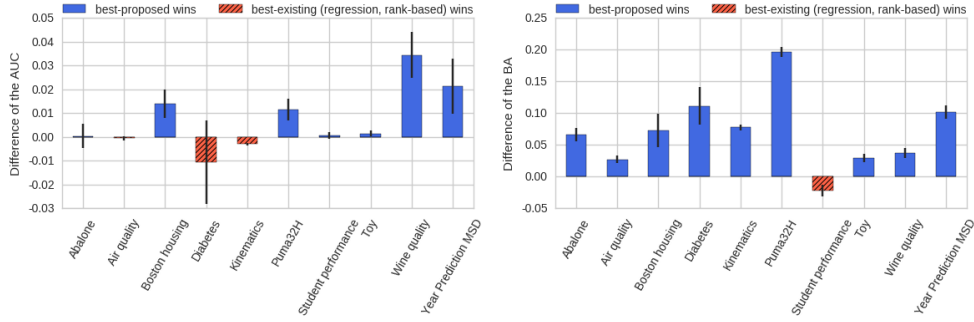 best-proposed wins best-existing (regression, rank-based) wins
Difference of the AUC
0.05
0.04
0.03
0.02
0.01
0.00
-0.01
-0.02
-0.03
Abalone
Air quality
Boston housing
Diabetes
Kinematics
Puma32H
Student performance
Toy
Wine quality
Year Prediction MSD
best-proposed wins best-existing (regression, rank-based) wins
Difference of the BA
0.25
0.20
0.15
0.10
0.05
0.00
-0.05
Abalone
Air quality
Boston housing
Diabetes
Kinematics
Puma32H
Student performance
Toy
Wine quality
Year Prediction MSD